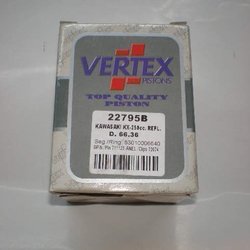 VERTEX
PISTONS
TOP QUALITY
PISTON
22795B
KAWASAKI KX-250cc. REPL.
D. 66.36